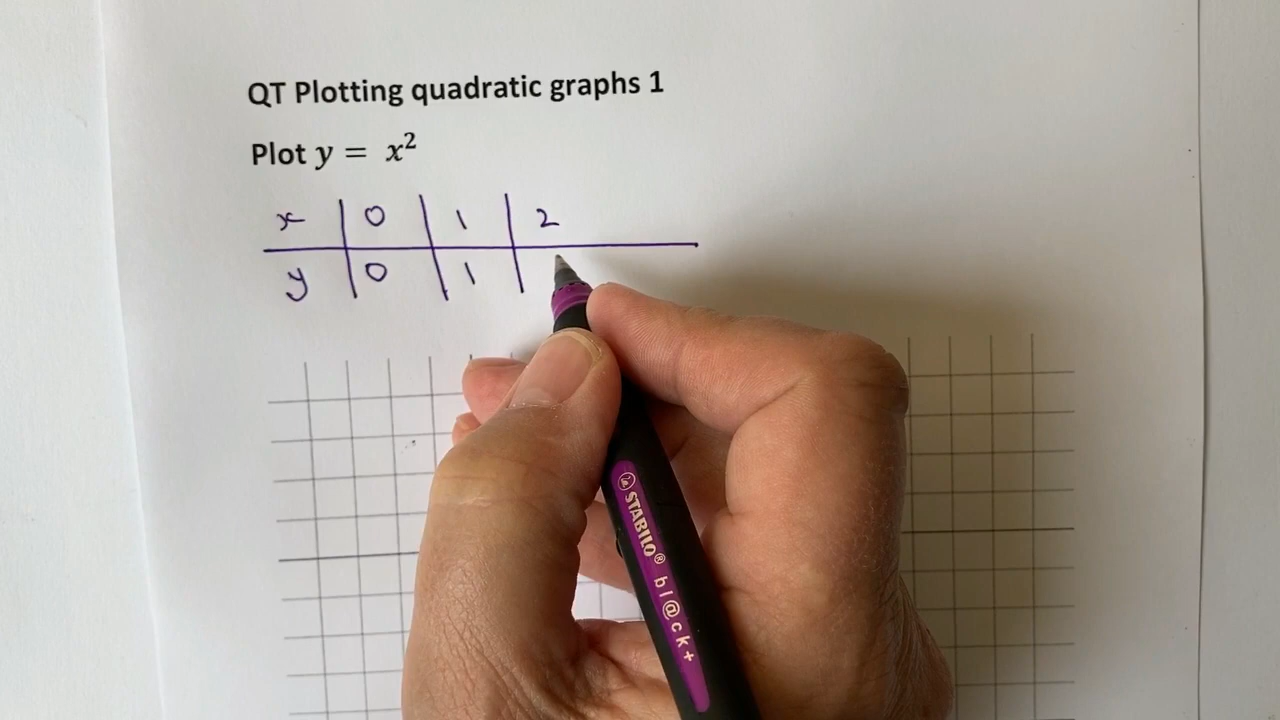 QT Plotting quadratic graphs 1
Plot y = x²
x | 0 | 1 | 2
y | 0 | 1 |
STABILO® bl@ck+